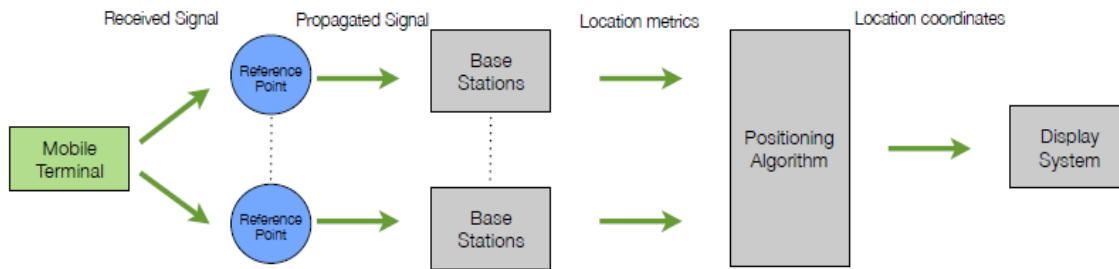 Received Signal
Propagated Signal
Location metrics
Location coordinates
Reference
Point
Base
Stations
Mobile
Terminal
Positioning
Algorithm
Display
System
Reference
Point
Base
Stations